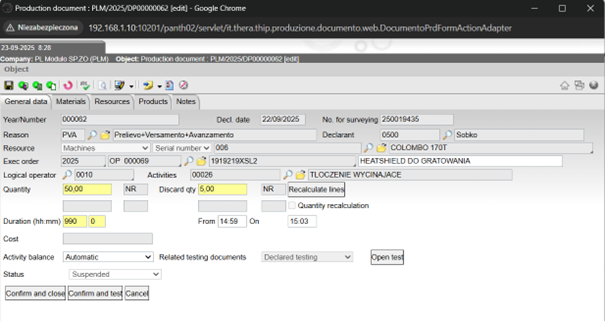 Production document : PLM/2025/DP00000062 [edit] - Google Chrome
Niezabezpieczona 192.168.1.10:10201/panth02/servlet/it.thera.thip.produzione.documento.web.DocumentoPrdFormActionAdapter
23-09-2025 8:28
Company: PL Modulo SP.ZO (PLM) Object: Production document : PLM/2025/DP00000062 [edit]
Object
General data Materials Resources Products Notes
Year/Number 000062 Decl. date 22/09/2025 No. for surveying 250019435
Reason PVA Prelievo+Versamento+Avanzamento Declarant 0500 Sobko
Resource Machines Serial number 006 COLOMBO 170T
Exec order 2025 OP 000069 1919219XSL2 HEATSHIELD DO GRATOWANIA
Logical operator 0010 Activities 00026 TLOCZENIE WYCINAJACE
Quantity 50,00 NR Discard qty 5,00 NR Recalculate lines
Quantity recalculation
Duration (hh:mm) 990 0 From 14:59 On 15:03
Cost
Activity balance Automatic Related testing documents Declared testing Open test
Status Suspended
Confirm and close Confirm and test Cancel